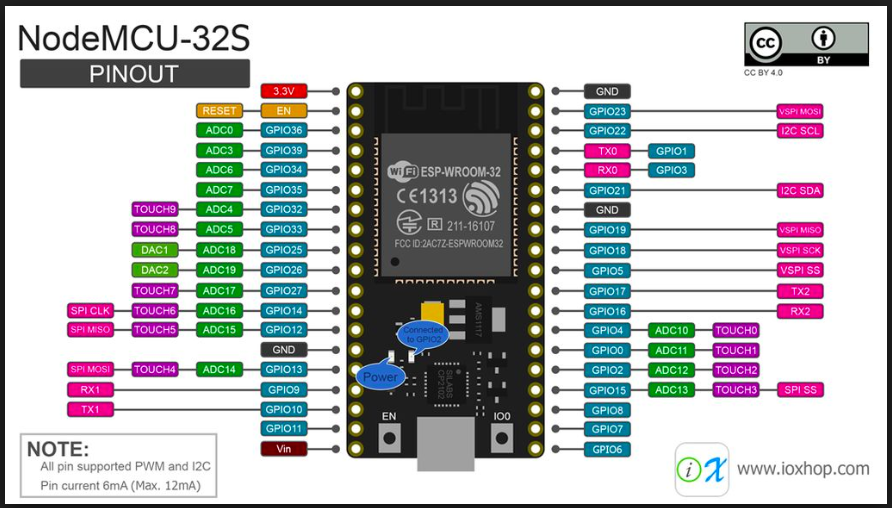 NodeMCU-32S
PINOUT
CC BY
CC BY 4.0
3.3V
RESET EN
ADC0 GPIO36
ADC3 GPIO39
ADC6 GPIO34
ADC7 GPIO35
TOUCH9 ADC4 GPIO32
TOUCH8 ADC5 GPIO33
DAC1 ADC18 GPIO25
DAC2 ADC19 GPIO26
TOUCH7 ADC17 GPIO27
SPI CLK TOUCH6 ADC16 GPIO14
SPI MISO TOUCH5 ADC15 GPIO12
GND
SPI MOSI TOUCH4 ADC14 GPIO13
RX1 GPIO9
TX1 GPIO10
GPIO11
Vin
WiFi ESP-WROOM-32
CE1313
R 211-16107
FCC ID:2AC7Z-ESPWROOM32
AMS1117
Connected
to GPIO2
Power
SILABS
CP2102
EN
IO0
GND
GPIO23 VSPI MOSI
GPIO22 I2C SCL
TX0 GPIO1
RX0 GPIO3
GPIO21 I2C SDA
GND
GPIO19 VSPI MISO
GPIO18 VSPI SCK
GPIO5 VSPI SS
GPIO17 TX2
GPIO16 RX2
GPIO4 ADC10 TOUCH0
GPIO0 ADC11 TOUCH1
GPIO2 ADC12 TOUCH2
GPIO15 ADC13 TOUCH3 SPI SS
GPIO8
GPIO7
GPIO6
NOTE:
All pin supported PWM and I2C
Pin current 6mA (Max. 12mA)
iX
www.ioxhop.com